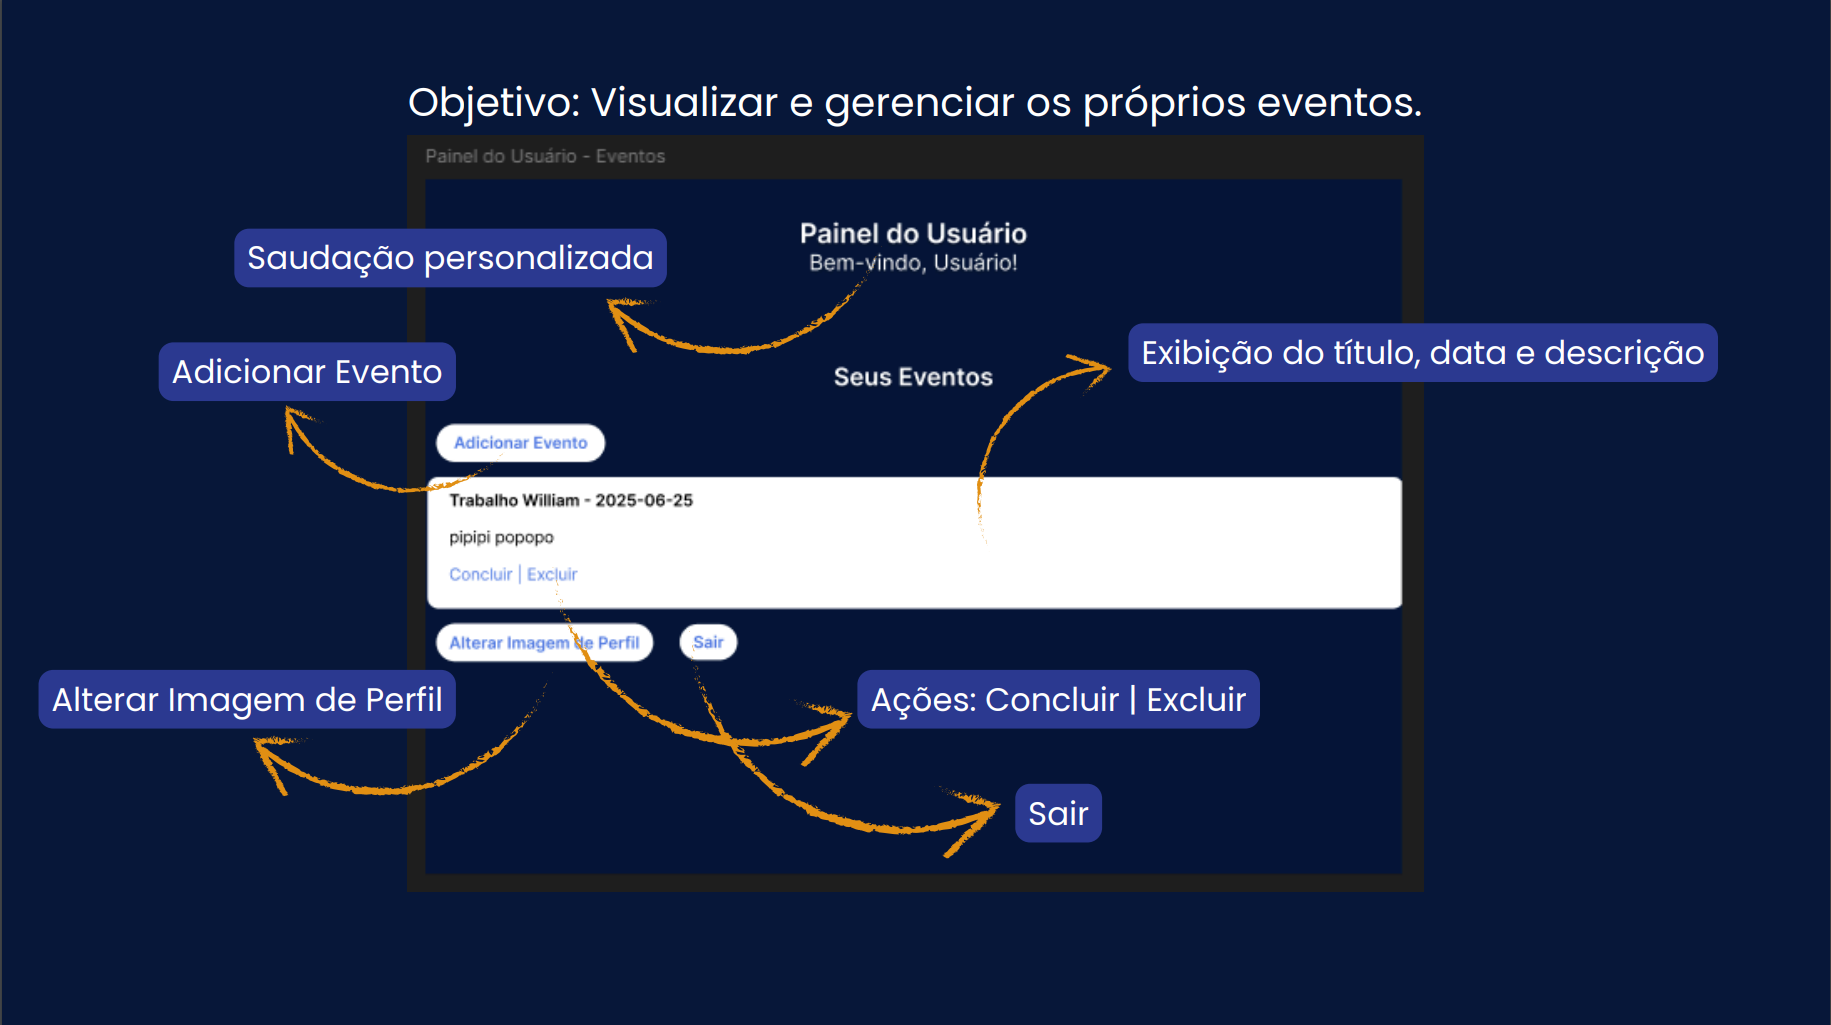 Objetivo: Visualizar e gerenciar os próprios eventos.
Painel do Usuário - Eventos
Painel do Usuário
Bem-vindo, Usuário!
Saudação personalizada
Exibição do título, data e descrição
Adicionar Evento
Seus Eventos
Adicionar Evento
Trabalho William - 2025-06-25
pipipi popopo
Concluir | Excluir
Alterar Imagem de Perfil
Sair
Alterar Imagem de Perfil
Ações: Concluir | Excluir
Sair